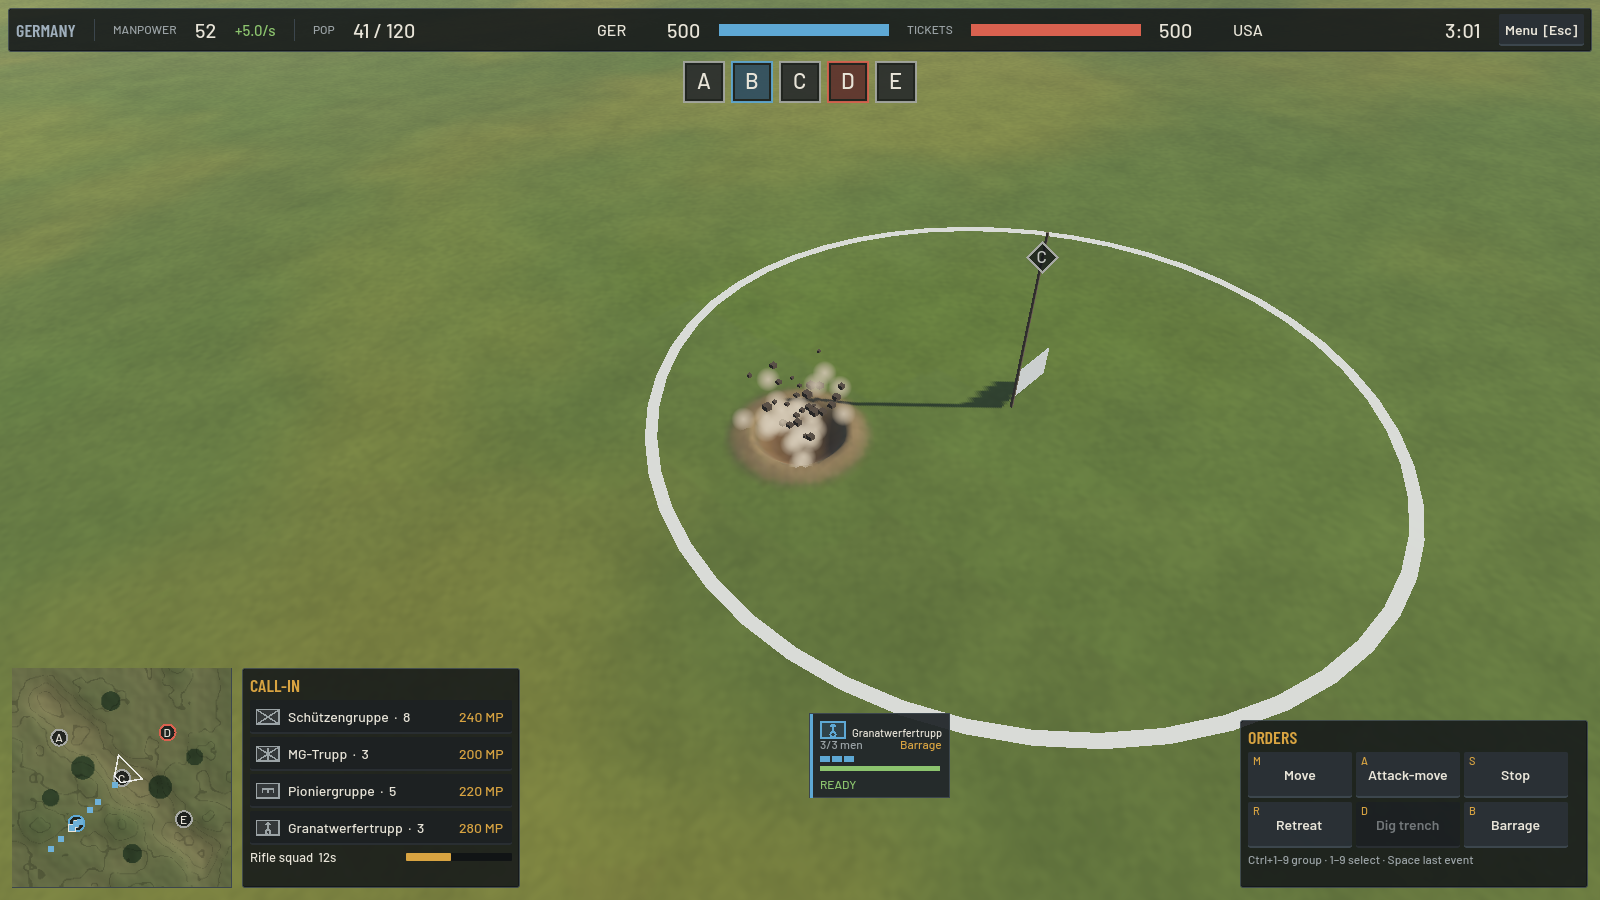 GERMANY MANPOWER 52 +5.0/s POP 41 / 120 GER 500 TICKETS 500 USA 3:01 Menu [Esc]
A B C D E
C
A
D
C
E
CALL-IN
Schützengruppe · 8 240 MP
MG-Trupp · 3 200 MP
Pioniergruppe · 5 220 MP
Granatwerfertrupp · 3 280 MP
Rifle squad 12s
Granatwerfertrupp
3/3 men Barrage
READY
ORDERS
M Move A Attack-move S Stop
R Retreat D Dig trench B Barrage
Ctrl+1-9 group · 1-9 select · Space last event